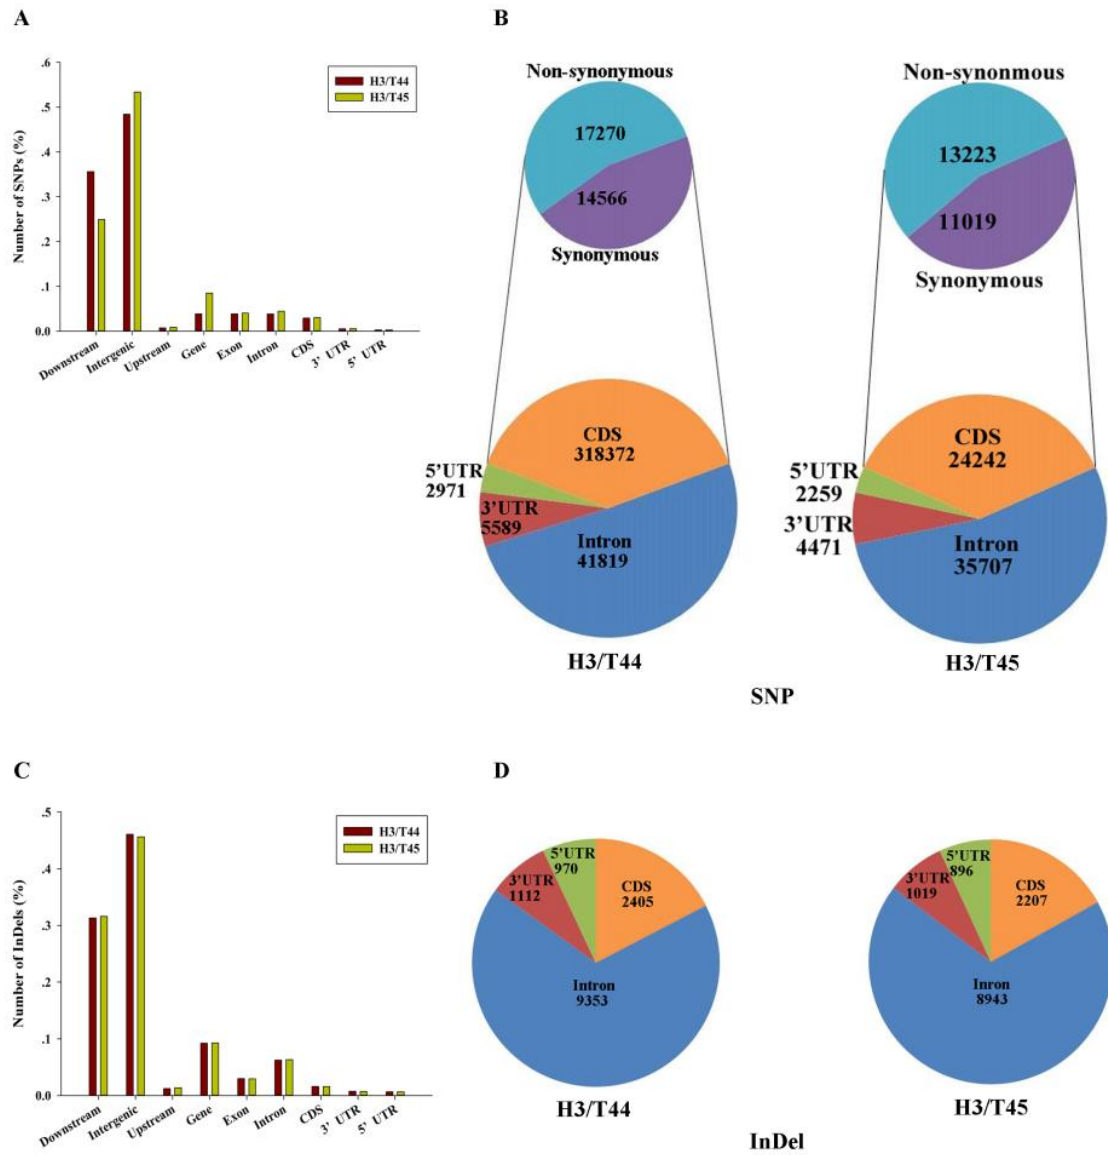 A
B
Number of SNPs (%)
.6
.5
.4
.3
.2
.1
0.0
H3/T44
H3/T45
Downstream
Intergenic
Upstream
Gene
Exon
Intron
CDS
3' UTR
5' UTR
Non-synonymous
17270
14566
Synonymous
CDS
318372
5'UTR
2971
3'UTR
5589
Intron
41819
H3/T44
Non-synonmous
13223
11019
Synonymous
CDS
24242
5'UTR
2259
3'UTR
4471
Intron
35707
H3/T45
SNP
C
D
Number of InDels (%)
.5
.4
.3
.2
.1
0.0
H3/T44
H3/T45
Downstream
Intergenic
Upstream
Gene
Exon
Intron
CDS
3' UTR
5' UTR
5'UTR
970
3'UTR
1112
CDS
2405
Intron
9353
H3/T44
5'UTR
896
3'UTR
1019
CDS
2207
Inron
8943
H3/T45
InDel